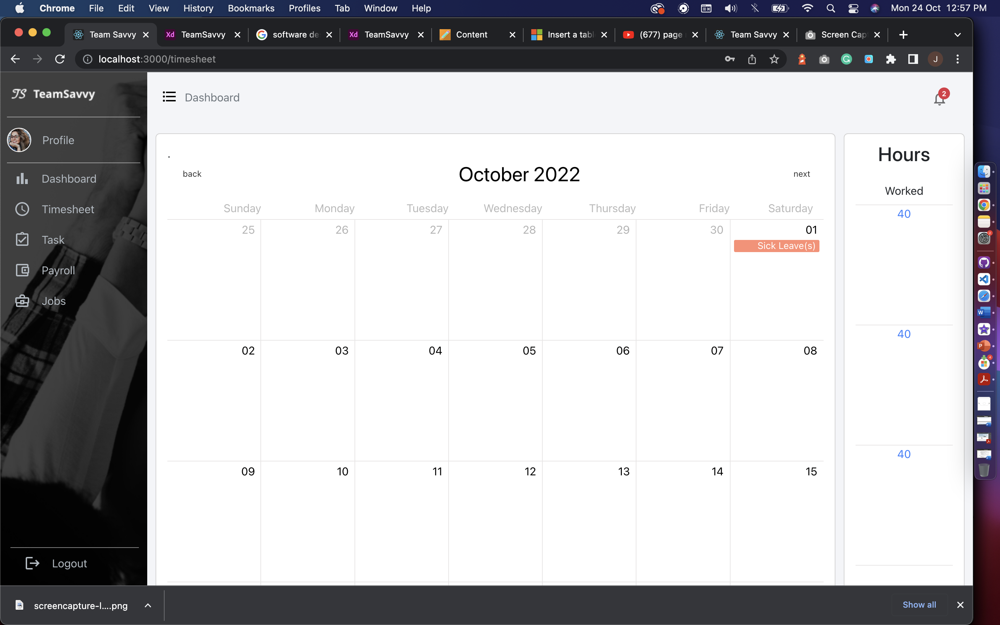 Chrome File Edit View History Bookmarks Profiles Tab Window Help Mon 24 Oct 12:57 PM
Team Savvy Xd TeamSavvy software de Xd TeamSavvy Content Insert a tabl (677) page Team Savvy Screen Cap
localhost:3000/timesheet J
TS TeamSavvy
Dashboard 2
Profile
Dashboard
Timesheet
Task
Payroll
Jobs
Logout
.
back October 2022 next
Sunday Monday Tuesday Wednesday Thursday Friday Saturday
25 26 27 28 29 30 01
Sick Leave(s)
02 03 04 05 06 07 08
09 10 11 12 13 14 15
Hours
Worked
40
40
40
screencapture-l....png Show all